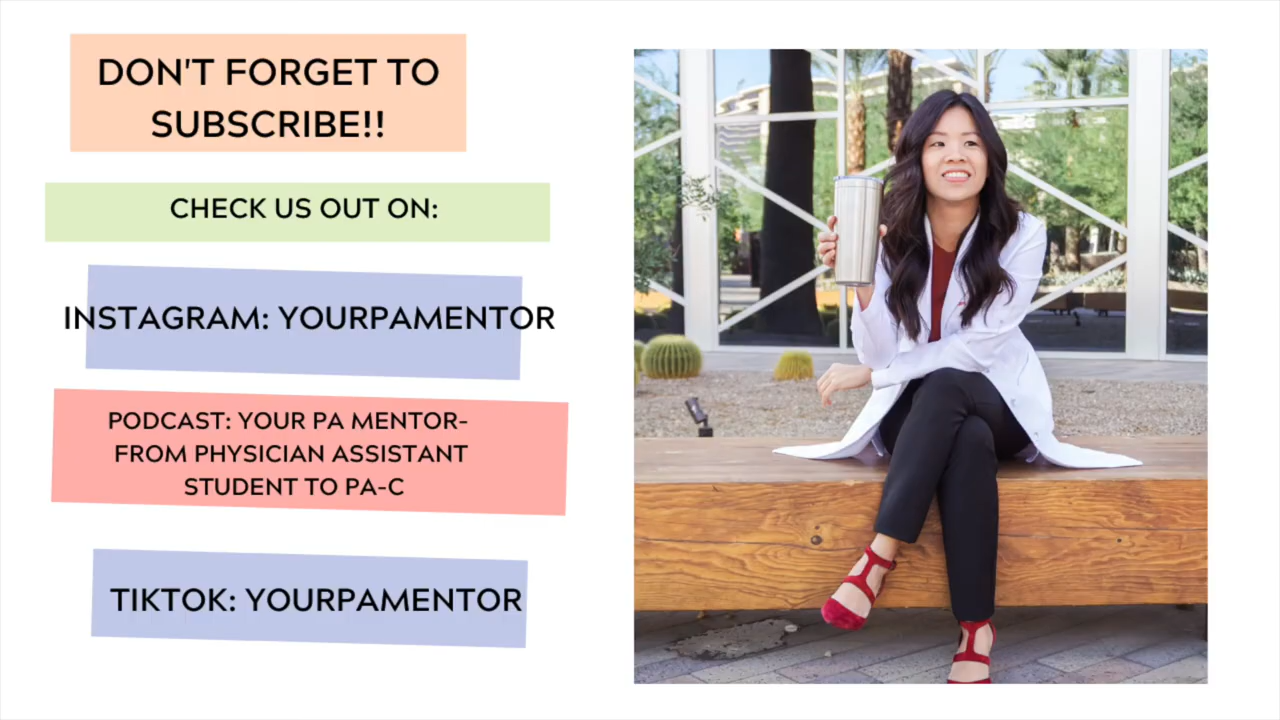 DON'T FORGET TO
SUBSCRIBE!!
CHECK US OUT ON:
INSTAGRAM: YOURPAMENTOR
PODCAST: YOUR PA MENTOR-
FROM PHYSICIAN ASSISTANT
STUDENT TO PA-C
TIKTOK: YOURPAMENTOR